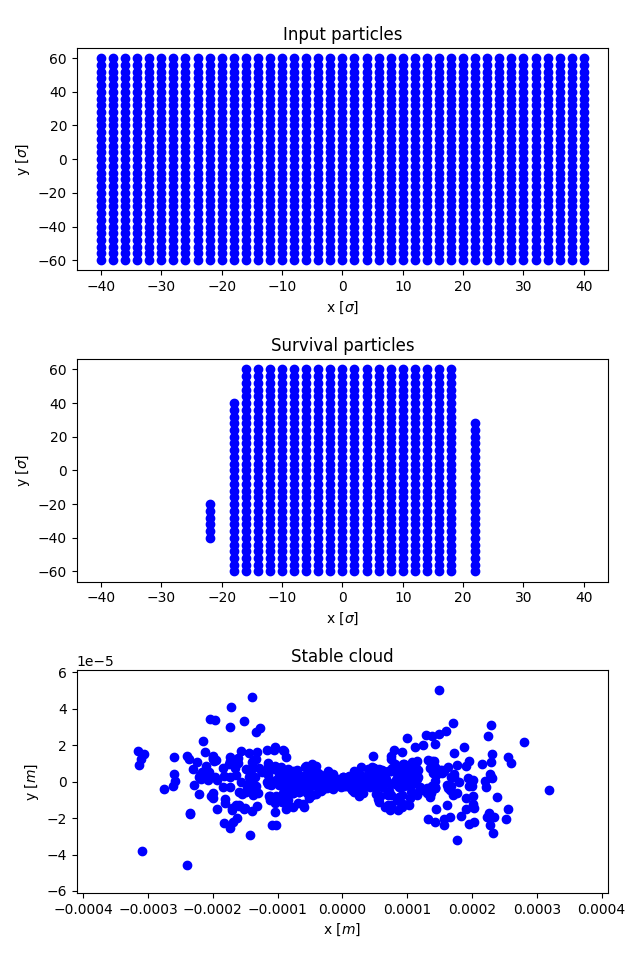 Input particles
60
40
20
0
−20
−40
−60
y [σ]
−40 −30 −20 −10 0 10 20 30 40
x [σ]
Survival particles
60
40
20
0
−20
−40
−60
y [σ]
−40 −30 −20 −10 0 10 20 30 40
x [σ]
Stable cloud
1e−5
6
4
2
0
−2
−4
−6
y [m]
−0.0004 −0.0003 −0.0002 −0.0001 0.0000 0.0001 0.0002 0.0003 0.0004
x [m]